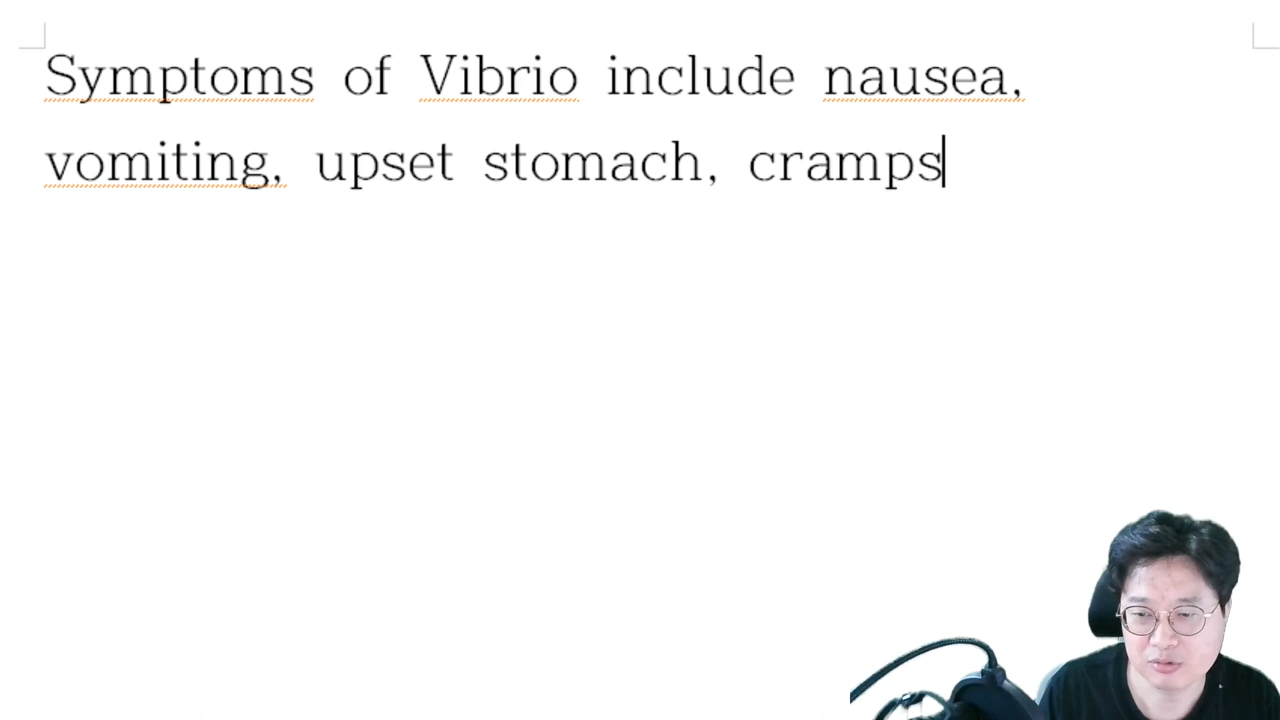 Symptoms of Vibrio include nausea,
vomiting, upset stomach, cramps